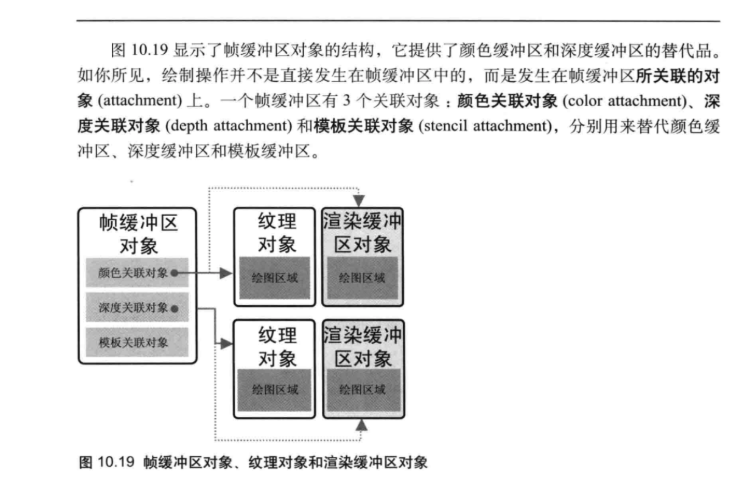 图 10.19 显示了帧缓冲区对象的结构，它提供了颜色缓冲区和深度缓冲区的替代品。
如你所见，绘制操作并不是直接发生在帧缓冲区中的，而是发生在帧缓冲区所关联的对
象 (attachment) 上。一个帧缓冲区有 3 个关联对象：颜色关联对象 (color attachment)、深
度关联对象 (depth attachment) 和模板关联对象 (stencil attachment)，分别用来替代颜色缓
冲区、深度缓冲区和模板缓冲区。
帧缓冲区
对象
颜色关联对象
深度关联对象
模板关联对象
纹理
对象
绘图区域
渲染缓冲
区对象
绘图区域
纹理
对象
绘图区域
渲染缓冲
区对象
绘图区域
图 10.19 帧缓冲区对象、纹理对象和渲染缓冲区对象